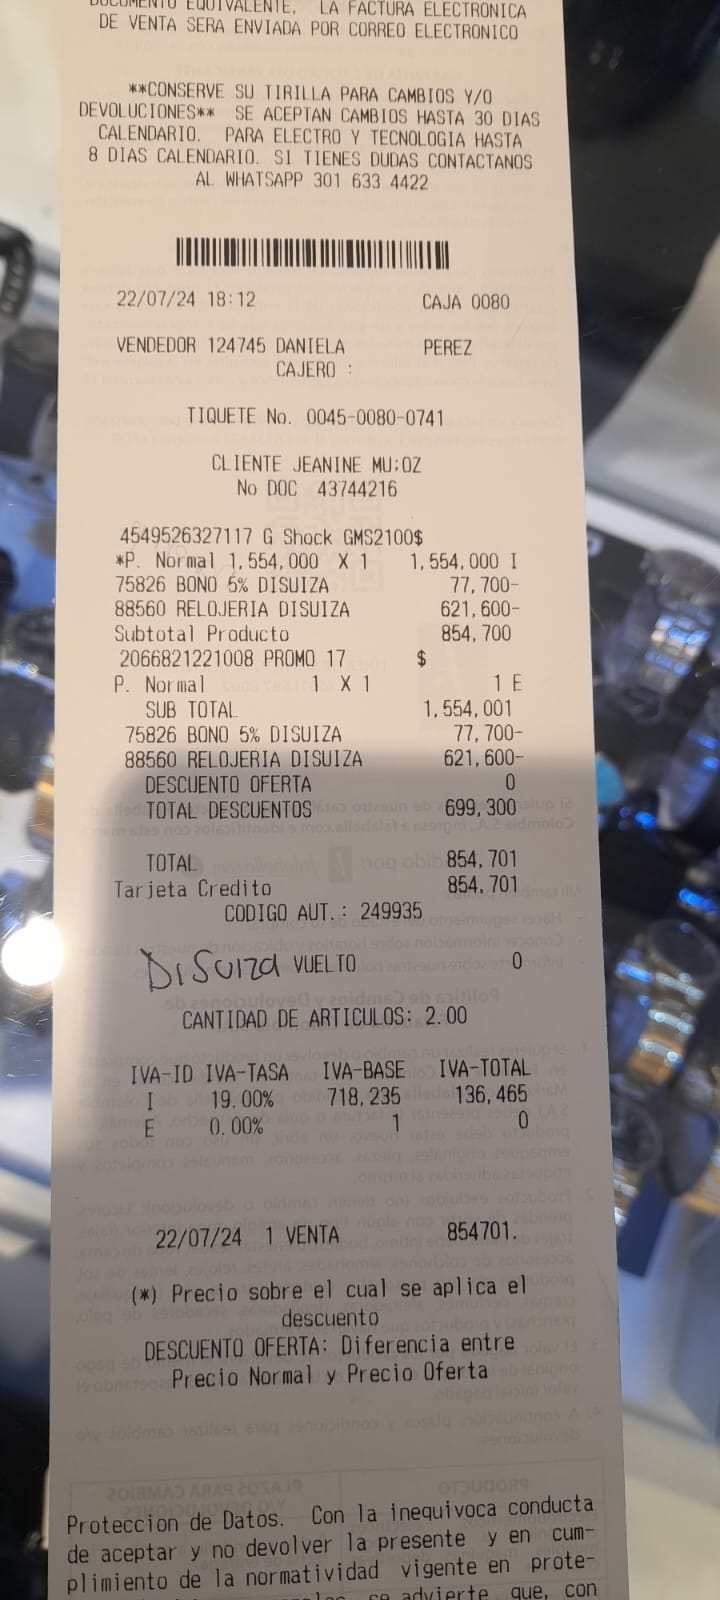 DOCUMENTO EQUIVALENTE. LA FACTURA ELECTRONICA
DE VENTA SERA ENVIADA POR CORREO ELECTRONICO
**CONSERVE SU TIRILLA PARA CAMBIOS Y/O
DEVOLUCIONES** SE ACEPTAN CAMBIOS HASTA 30 DIAS
CALENDARIO. PARA ELECTRO Y TECNOLOGIA HASTA
8 DIAS CALENDARIO. SI TIENES DUDAS CONTACTANOS
AL WHATSAPP 301 633 4422
22/07/24 18:12 CAJA 0080
VENDEDOR 124745 DANIELA PEREZ
CAJERO :
TIQUETE No. 0045-0080-0741
CLIENTE JEANINE MU;OZ
No DOC 43744216
4549526327117 G Shock GMS2100$
*P. Normal 1,554,000 X 1 1,554,000 I
75826 BONO 5% DISUIZA 77,700-
88560 RELOJERIA DISUIZA 621,600-
Subtotal Producto 854,700
2066821221008 PROMO 17 $
P. Normal 1 X 1 1 E
SUB TOTAL 1,554,001
75826 BONO 5% DISUIZA 77,700-
88560 RELOJERIA DISUIZA 621,600-
DESCUENTO OFERTA 0
TOTAL DESCUENTOS 699,300
TOTAL 854,701
Tarjeta Credito 854,701
CODIGO AUT.: 249935
Disuiza VUELTO 0
CANTIDAD DE ARTICULOS: 2.00
IVA-ID IVA-TASA IVA-BASE IVA-TOTAL
I 19.00% 718,235 136,465
E 0.00% 1 0
22/07/24 1 VENTA 854701.
(*) Precio sobre el cual se aplica el
descuento
DESCUENTO OFERTA: Diferencia entre
Precio Normal y Precio Oferta
Proteccion de Datos. Con la inequivoca conducta
de aceptar y no devolver la presente y en cum-
plimiento de la normatividad vigente en prote-
se advierte que, con